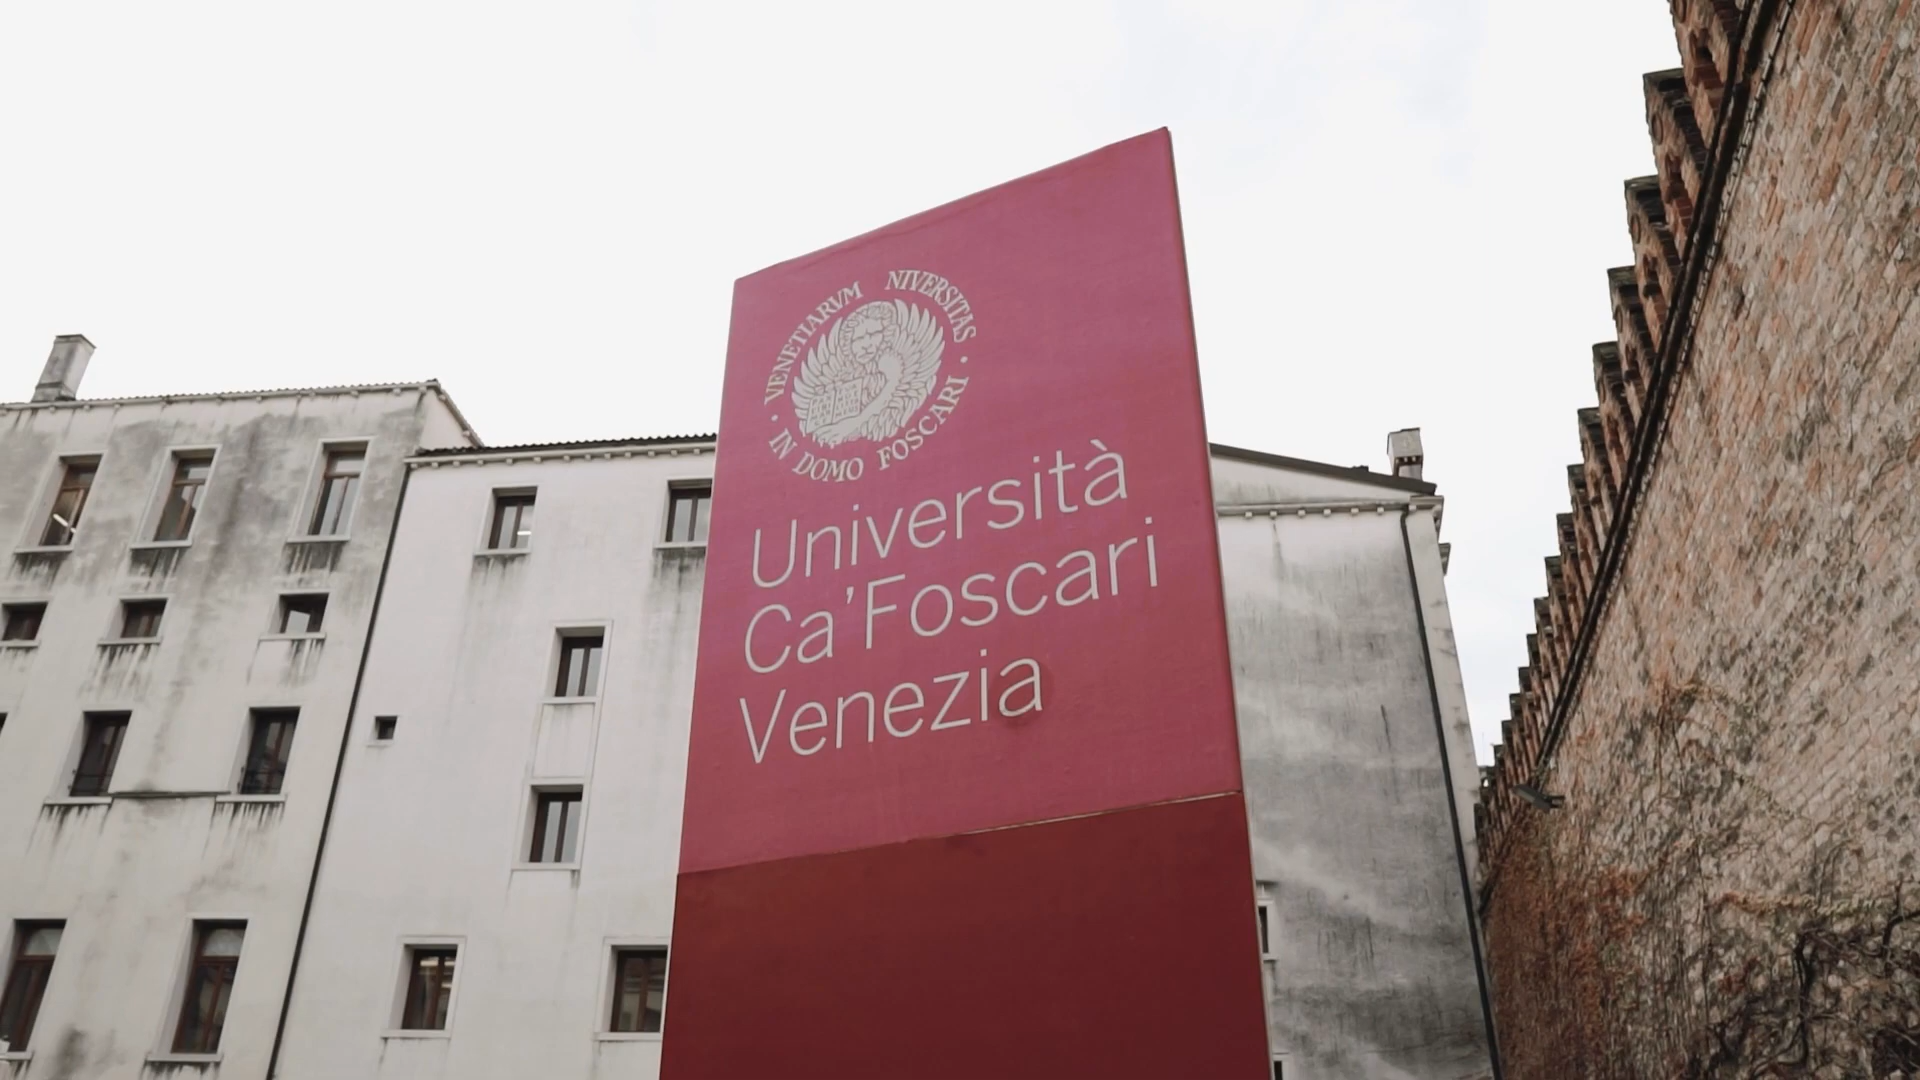 VENETIARVM NIVERSITAS
IN DOMO FOSCARI
Università
Ca'Foscari
Venezia